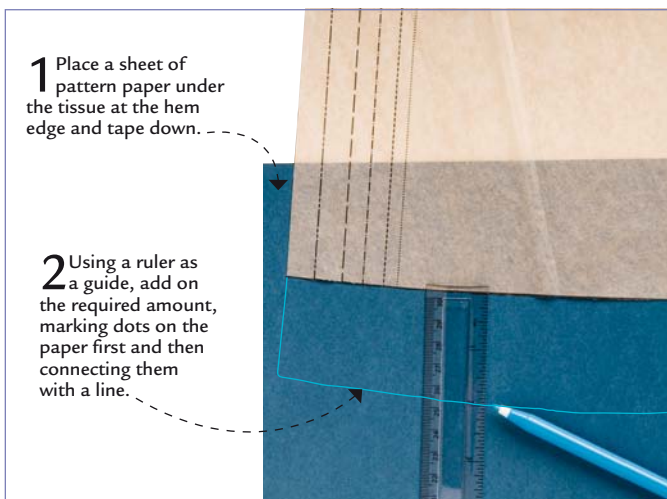 1 Place a sheet of
pattern paper under
the tissue at the hem
edge and tape down.
2 Using a ruler as
a guide, add on
the required amount,
marking dots on the
paper first and then
connecting them
with a line.